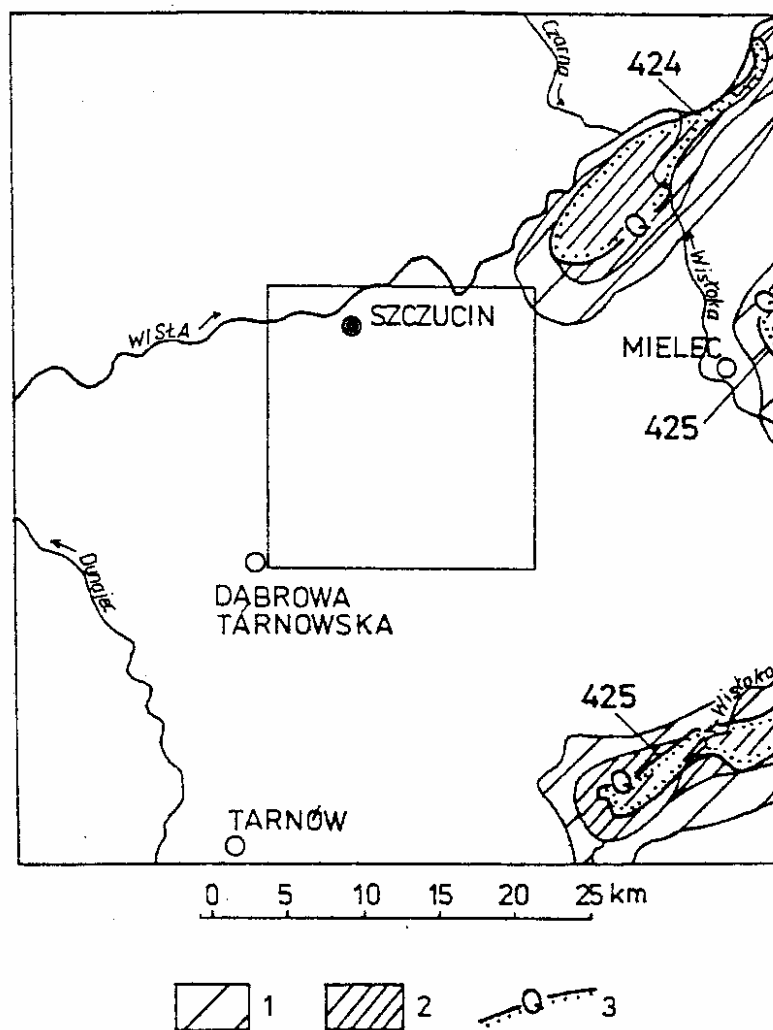 Czarna
424
Q
Wisłoka
Q
WISŁA
SZCZUCIN
MIELEC
425
Dunajec
DĄBROWA
TARNOWSKA
425
Wisłoka
Q
TARNÓW
0 5 10 15 20 25 km
1 2 Q 3